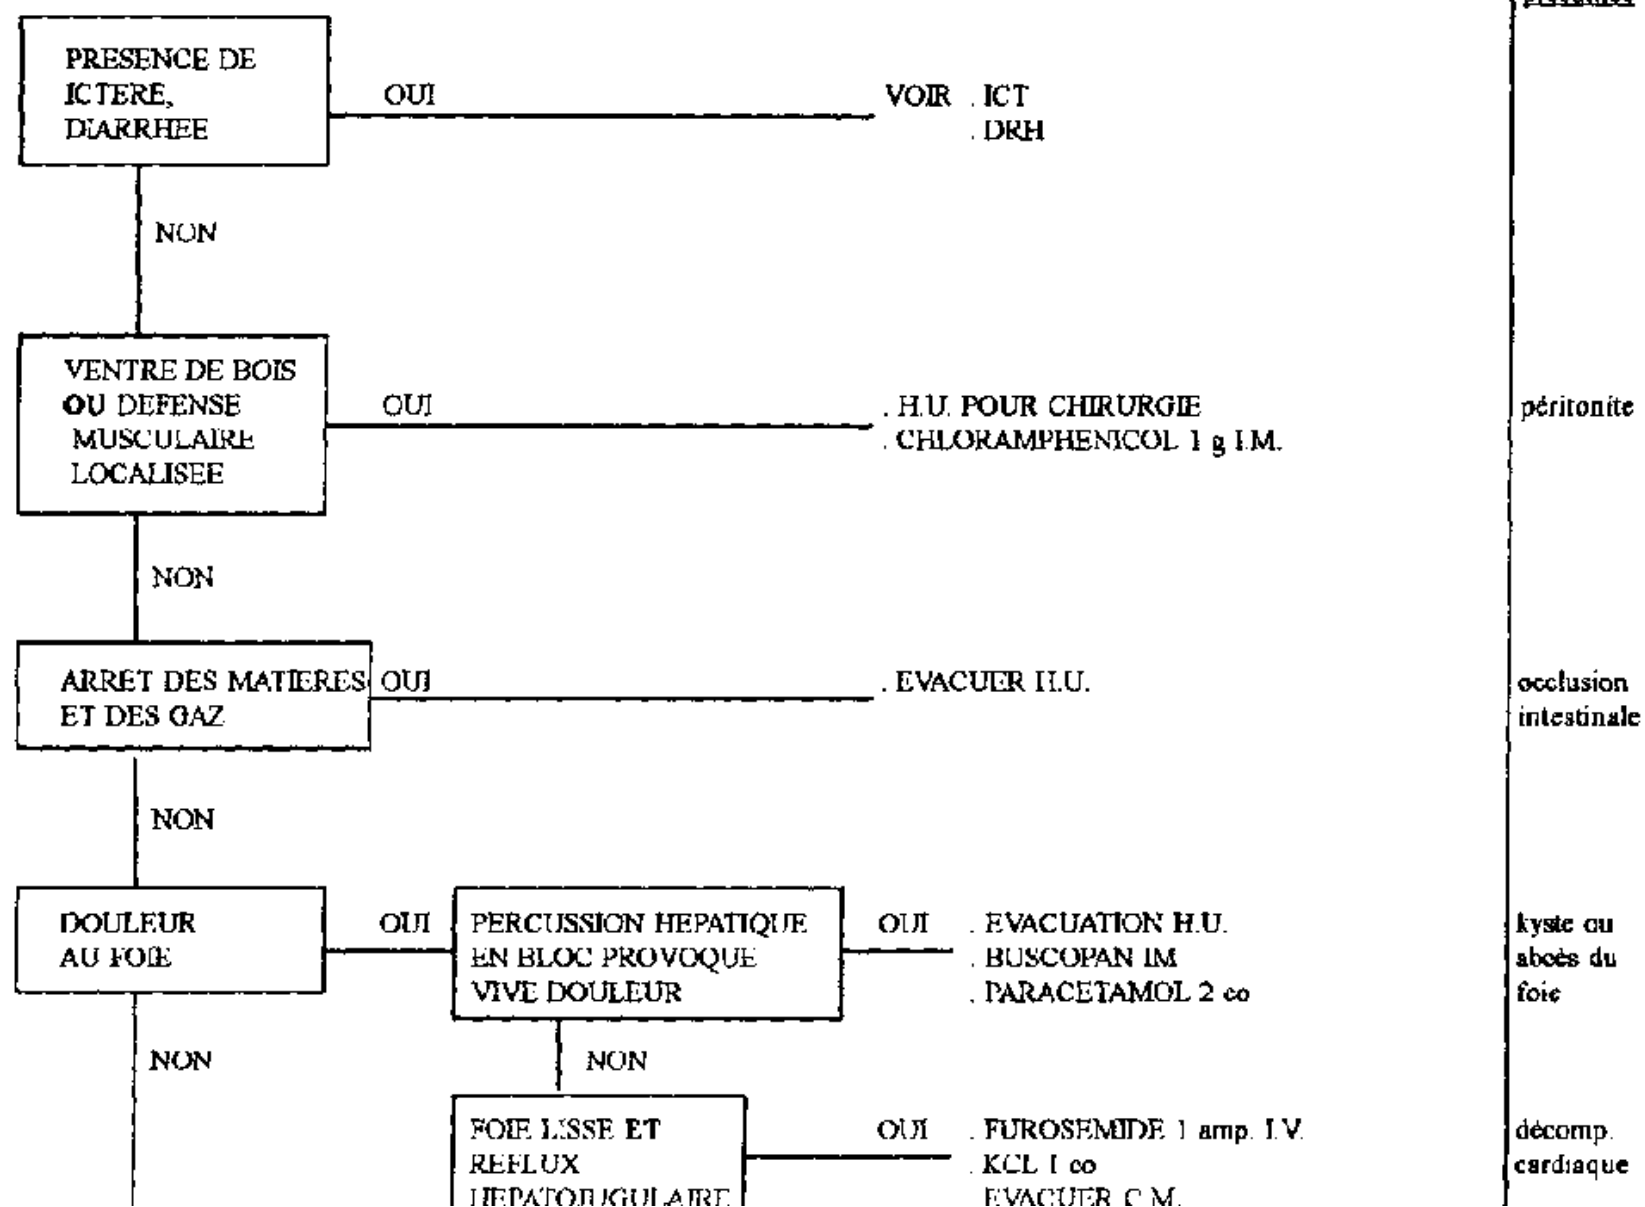 PRESENCE DE
ICTERE,
DIARRHEE
OUI
VOIR . ICT
. DRH
NON
VENTRE DE BOIS
OU DEFENSE
MUSCULAIRE
LOCALISEE
OUI
. H.U. POUR CHIRURGIE
. CHLORAMPHENICOL 1 g I.M.
péritonite
NON
ARRET DES MATIERES
ET DES GAZ
OUI
. EVACUER H.U.
occlusion
intestinale
NON
DOULEUR
AU FOIE
OUI
PERCUSSION HEPATIQUE
EN BLOC PROVOQUE
VIVE DOULEUR
OUI
. EVACUATION H.U.
. BUSCOPAN IM
. PARACETAMOL 2 co
kyste ou
abcès du
foie
NON
NON
FOIE LISSE ET
REFLUX
HEPATOJUGULAIRE
OUI
. FUROSEMIDE 1 amp. I.V.
. KCL 1 co
EVACUER C.M.
décomp.
cardiaque